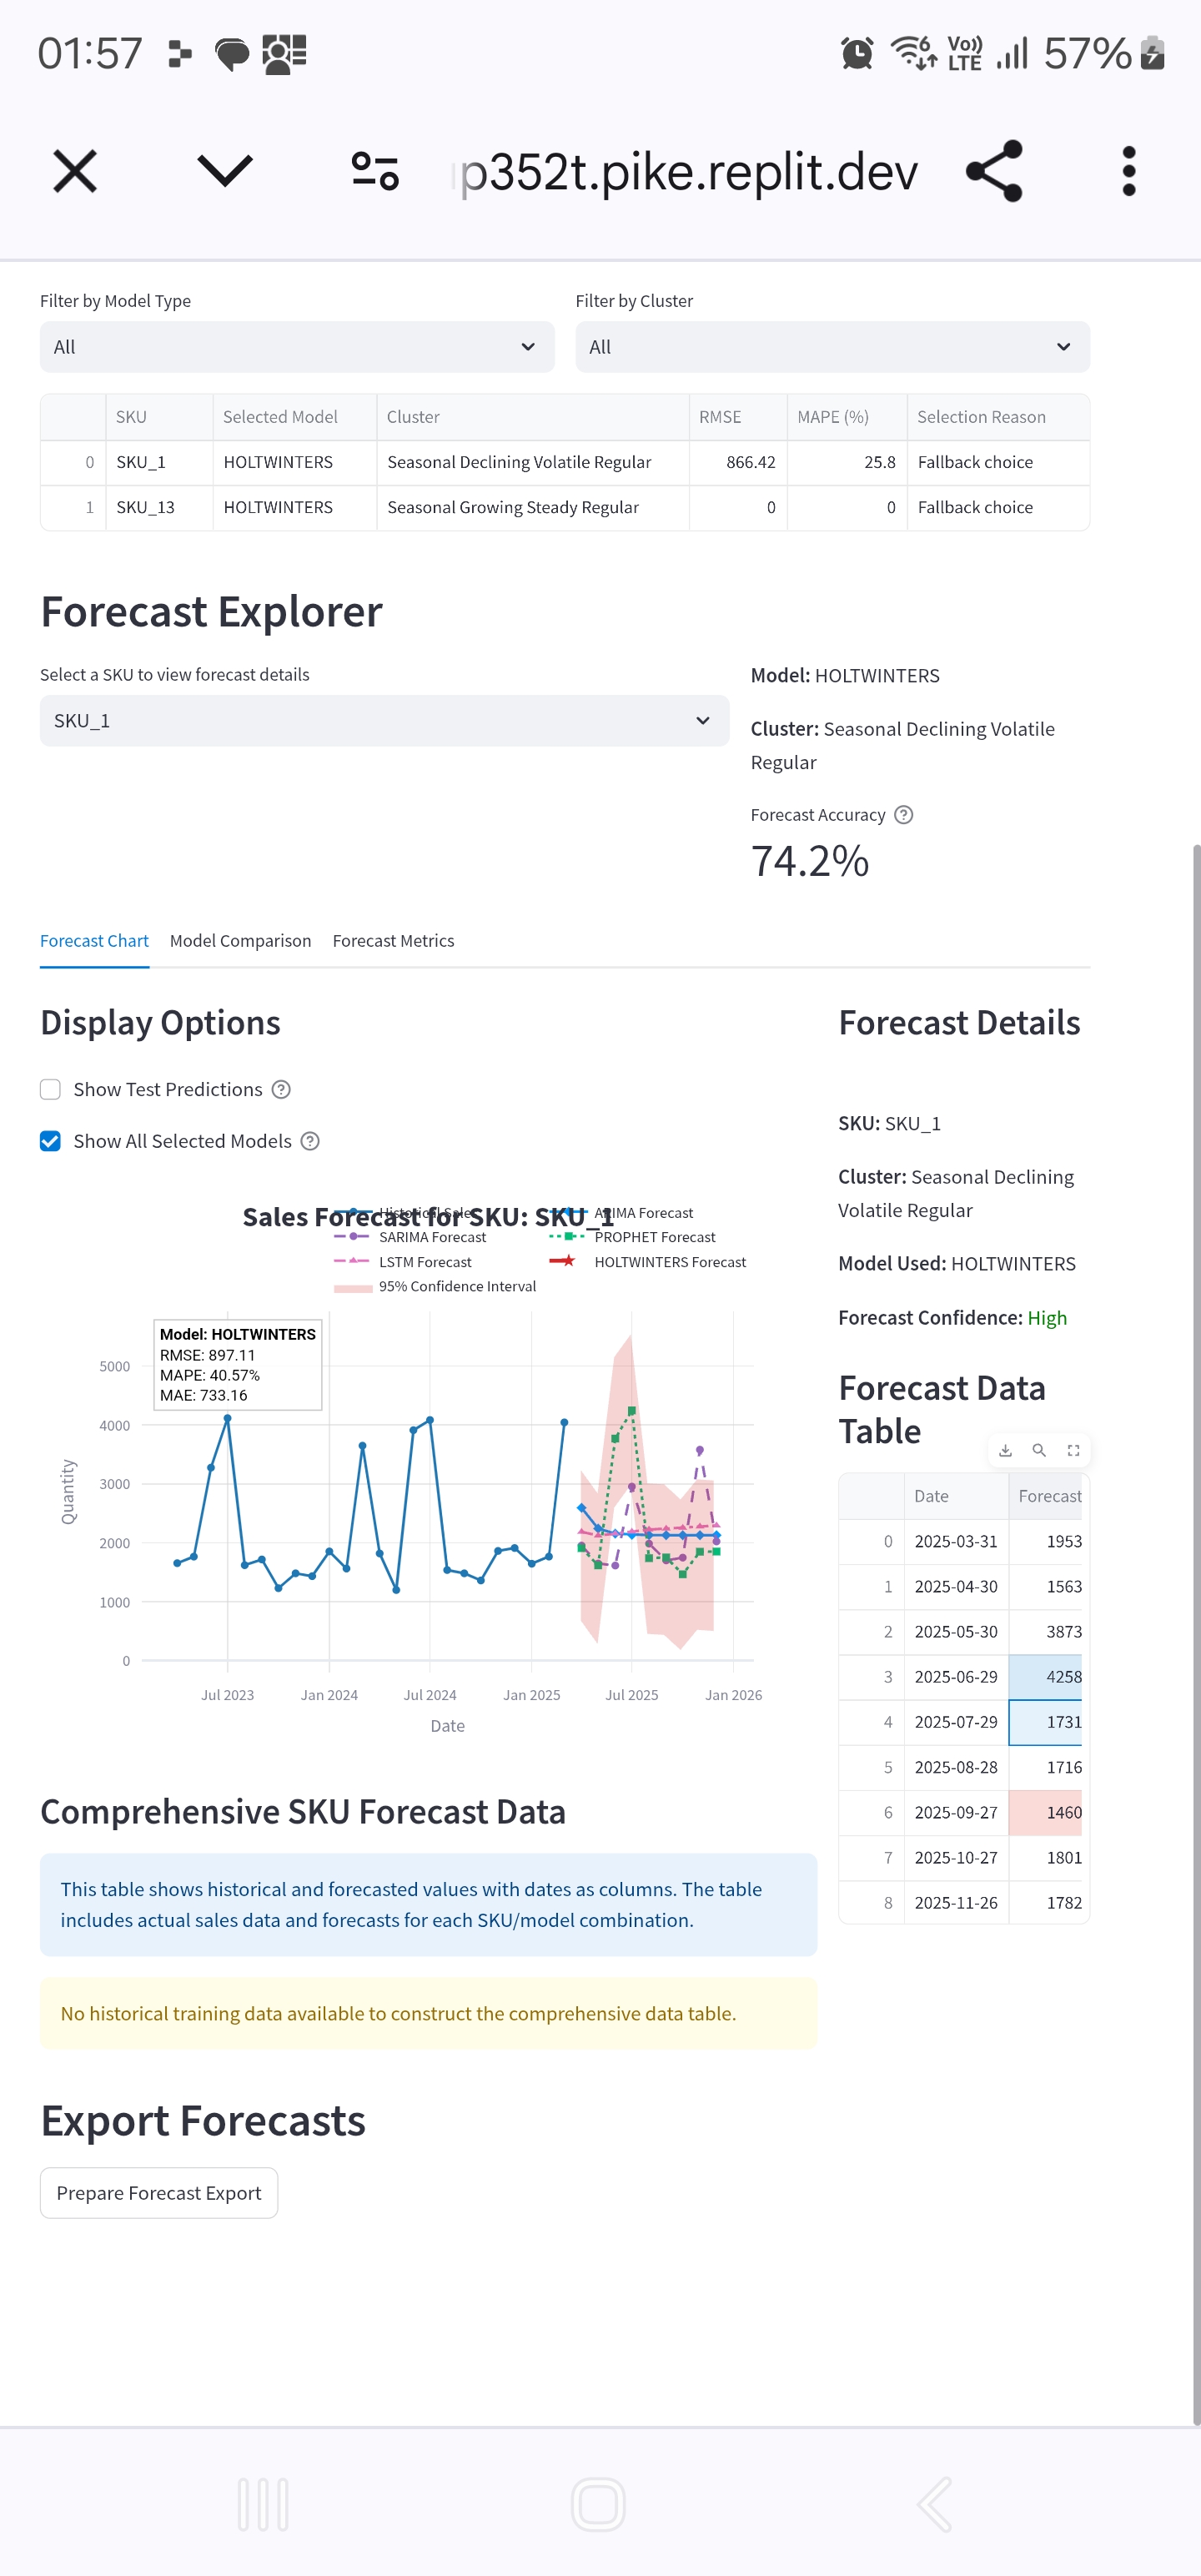 01:57
Vo))
LTE
6
57%
p352t.pike.replit.dev
Filter by Model Type
Filter by Cluster
All
All
SKU Selected Model Cluster RMSE MAPE (%) Selection Reason
0 SKU_1 HOLTWINTERS Seasonal Declining Volatile Regular 866.42 25.8 Fallback choice
1 SKU_13 HOLTWINTERS Seasonal Growing Steady Regular 0 0 Fallback choice
Forecast Explorer
Select a SKU to view forecast details
SKU_1
Model: HOLTWINTERS
Cluster: Seasonal Declining Volatile
Regular
Forecast Accuracy
74.2%
Forecast Chart Model Comparison Forecast Metrics
Display Options
Show Test Predictions
Show All Selected Models
Sales Forecast for SKU: SKU_1
Historical Sales
ARIMA Forecast
SARIMA Forecast
PROPHET Forecast
LSTM Forecast
HOLTWINTERS Forecast
95% Confidence Interval
Model: HOLTWINTERS
RMSE: 897.11
MAPE: 40.57%
MAE: 733.16
5000
4000
3000
2000
1000
0
Quantity
Jul 2023 Jan 2024 Jul 2024 Jan 2025 Jul 2025 Jan 2026
Date
Forecast Details
SKU: SKU_1
Cluster: Seasonal Declining
Volatile Regular
Model Used: HOLTWINTERS
Forecast Confidence: High
Forecast Data
Table
Date Forecast
0 2025-03-31 1953
1 2025-04-30 1563
2 2025-05-30 3873
3 2025-06-29 4258
4 2025-07-29 1731
5 2025-08-28 1716
6 2025-09-27 1460
7 2025-10-27 1801
8 2025-11-26 1782
Comprehensive SKU Forecast Data
This table shows historical and forecasted values with dates as columns. The table
includes actual sales data and forecasts for each SKU/model combination.
No historical training data available to construct the comprehensive data table.
Export Forecasts
Prepare Forecast Export